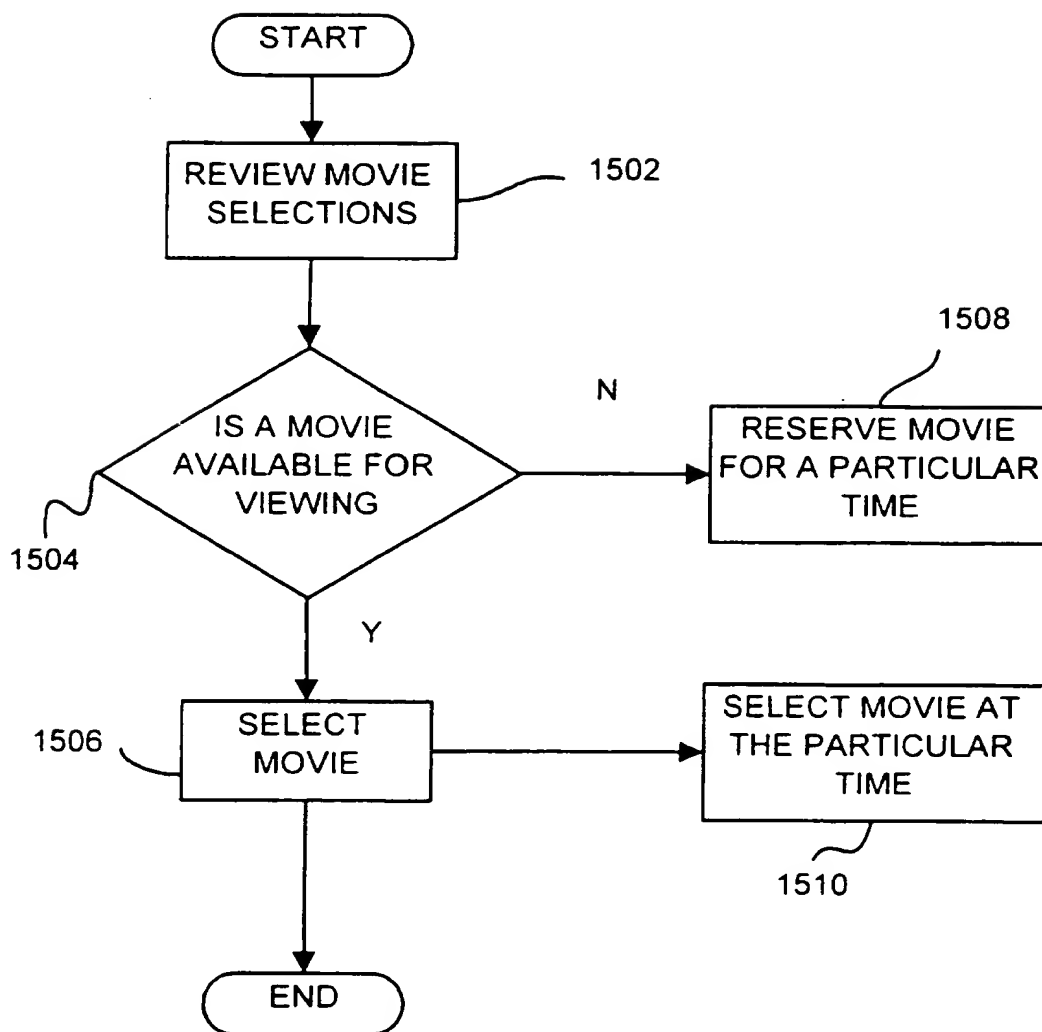 START
REVIEW MOVIE
SELECTIONS
1502
1508
IS A MOVIE
AVAILABLE FOR
VIEWING
N
RESERVE MOVIE
FOR A PARTICULAR
TIME
1504
Y
SELECT
MOVIE
1506
SELECT MOVIE AT
THE PARTICULAR
TIME
1510
END